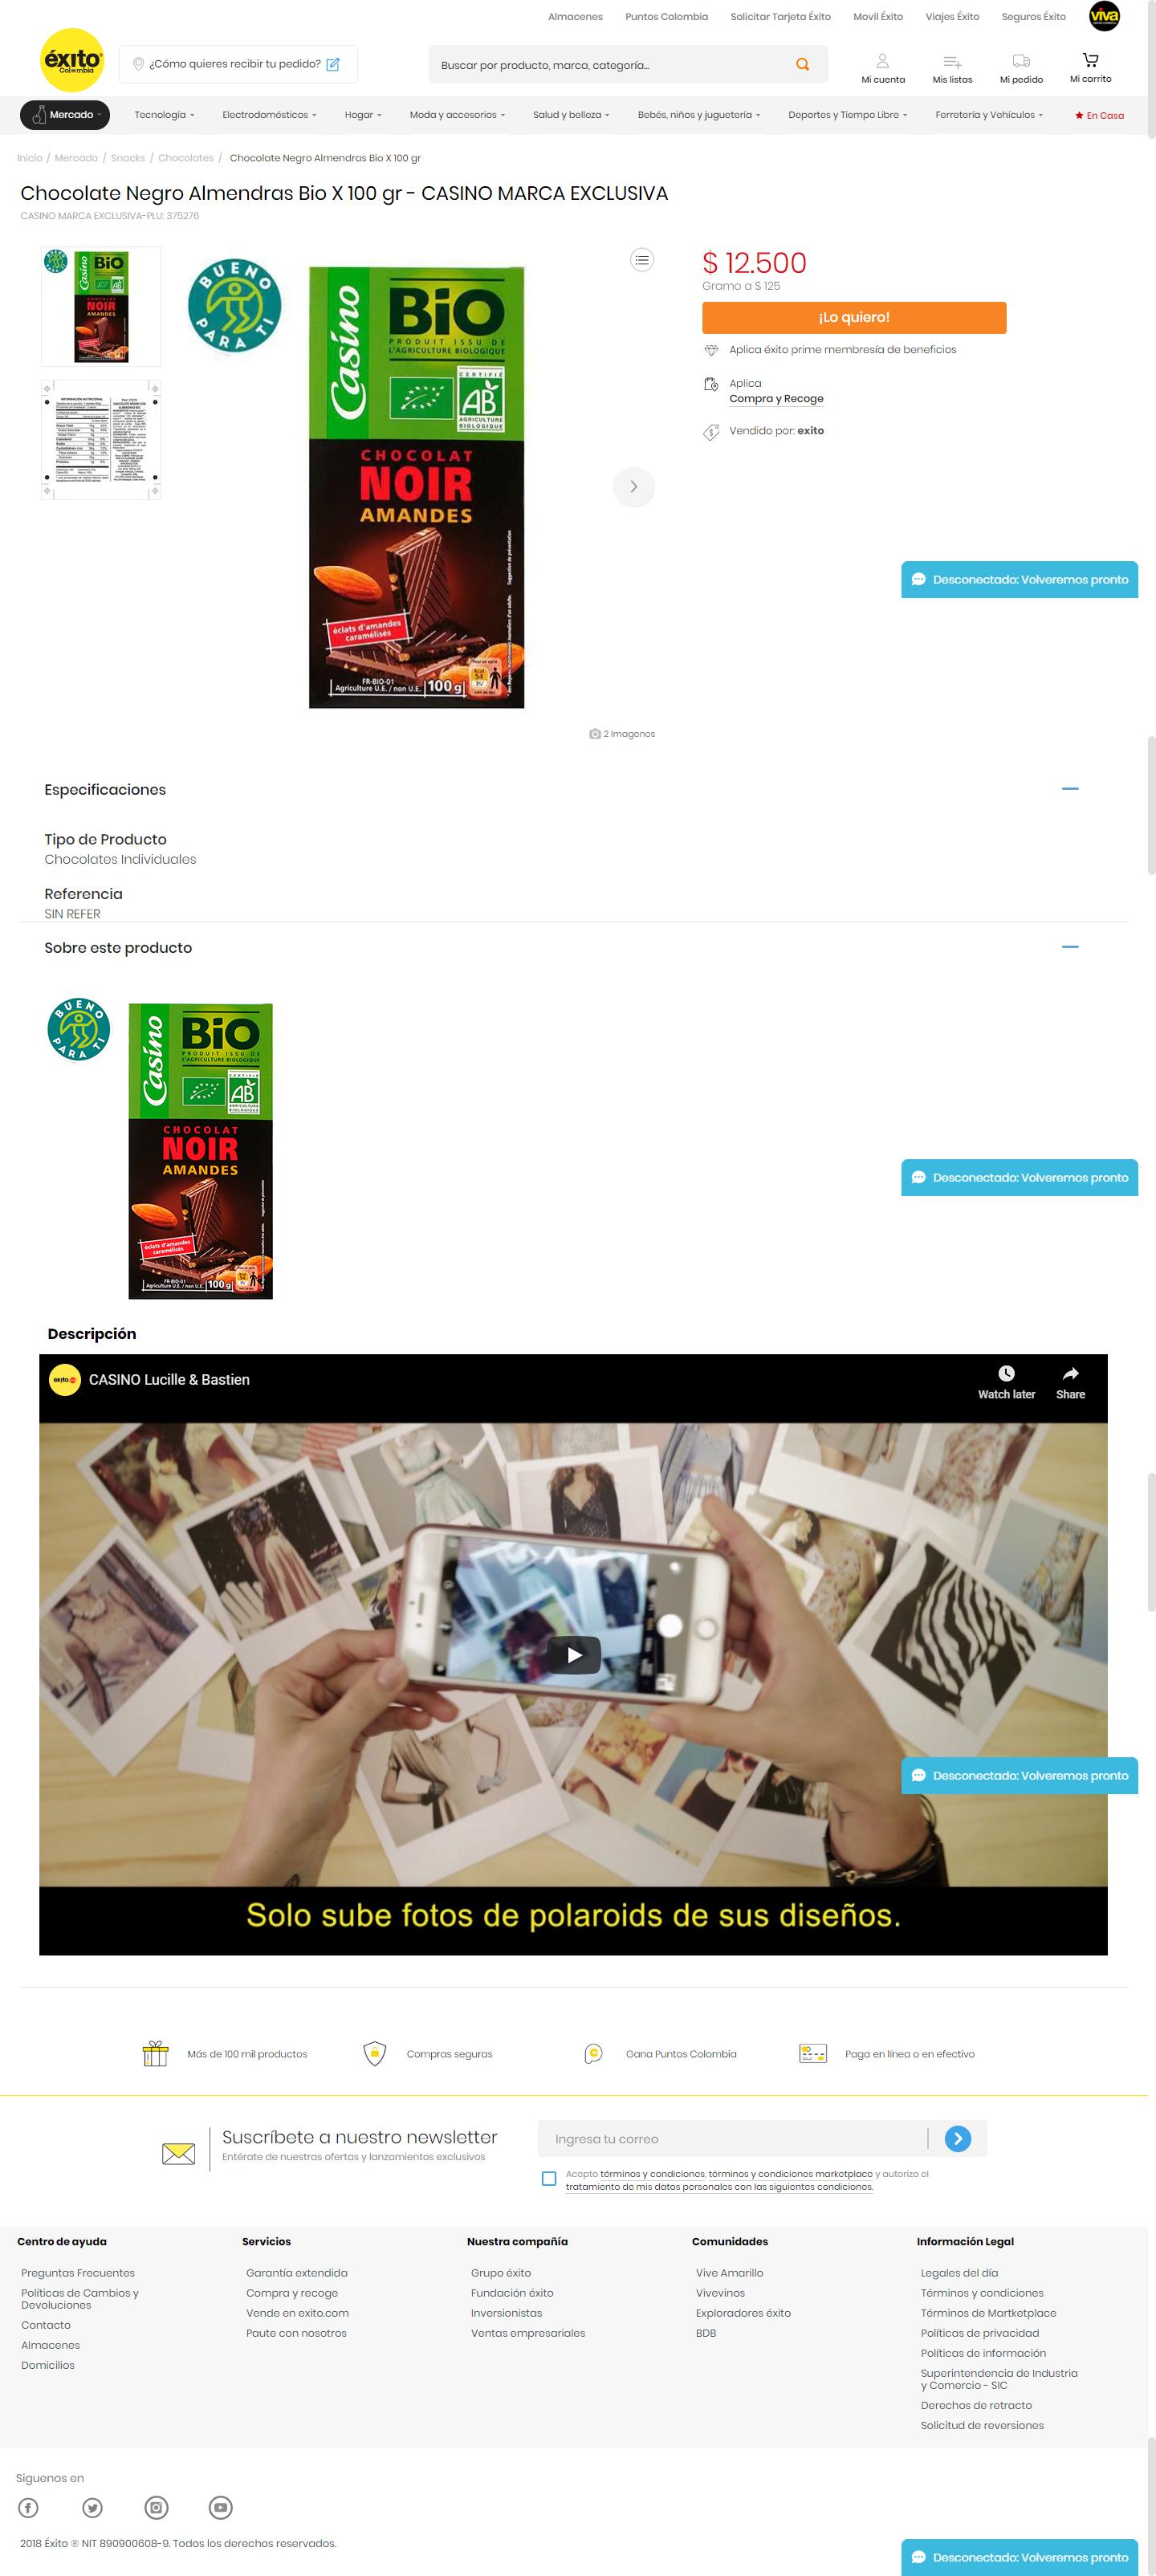 Almacenes Puntos Colombia Solicitar Tarjeta Éxito Movil Éxito Viajes Éxito Seguros Éxito viva
éxito
Colombia
¿Cómo quieres recibir tu pedido?
Buscar por producto, marca, categoría...
Mi cuenta Mis listas Mi pedido Mi carrito
Mercado Tecnología Electrodomésticos Hogar Moda y accesorios Salud y belleza Bebés, niños y juguetería Deportes y Tiempo Libre Ferretería y Vehículos En Casa
Inicio / Mercado / Snacks / Chocolates / Chocolate Negro Almendras Bio X 100 gr
Chocolate Negro Almendras Bio X 100 gr - CASINO MARCA EXCLUSIVA
CASINO MARCA EXCLUSIVA-PLU: 375276
BUENO PARA TI
Casino
BiO
PRODUIT ISSU DE
L'AGRICULTURE BIOLOGIQUE
CERTIFIÉ
AB
AGRICULTURE
BIOLOGIQUE
CHOCOLAT
NOIR
AMANDES
Suggestion de présentation
éclats d'amandes
caramélisés
FR-BIO-01
Agriculture U.E. / non U.E. 100 g
$ 12.500
Gramo a $ 125
¡Lo quiero!
Aplica éxito prime membresía de beneficios
Aplica
Compra y Recoge
Vendido por: exito
Desconectado: Volveremos pronto
2 Imagenes
Especificaciones
Tipo de Producto
Chocolates Individuales
Referencia
SIN REFER
Sobre este producto
BUENO PARA TI
Casino
BiO
PRODUIT ISSU DE
L'AGRICULTURE BIOLOGIQUE
CERTIFIÉ
AB
AGRICULTURE
BIOLOGIQUE
CHOCOLAT
NOIR
AMANDES
éclats d'amandes
caramélisés
FR-BIO-01
Agriculture U.E. / non U.E. 100 g
Desconectado: Volveremos pronto
Descripción
exito.com
CASINO Lucille & Bastien
Watch later Share
Desconectado: Volveremos pronto
Solo sube fotos de polaroids de sus diseños.
Más de 100 mil productos Compras seguras Gana Puntos Colombia Paga en línea o en efectivo
Suscríbete a nuestro newsletter
Entérate de nuestras ofertas y lanzamientos exclusivos
Ingresa tu correo
Acepto términos y condiciones, términos y condiciones marketplace y autorizo el
tratamiento de mis datos personales con las siguientes condiciones.
Centro de ayuda
Preguntas Frecuentes
Políticas de Cambios y
Devoluciones
Contacto
Almacenes
Domicilios
Servicios
Garantía extendida
Compra y recoge
Vende en exito.com
Paute con nosotros
Nuestra compañía
Grupo éxito
Fundación éxito
Inversionistas
Ventas empresariales
Comunidades
Vive Amarillo
Vivevinos
Exploradores éxito
BDB
Información Legal
Legales del día
Términos y condiciones
Términos de Martketplace
Políticas de privacidad
Políticas de información
Superintendencia de Industria
y Comercio - SIC
Derechos de retracto
Solicitud de reversiones
Siguenos en
2018 Éxito ® NIT 890900608-9. Todos los derechos reservados.
Desconectado: Volveremos pronto